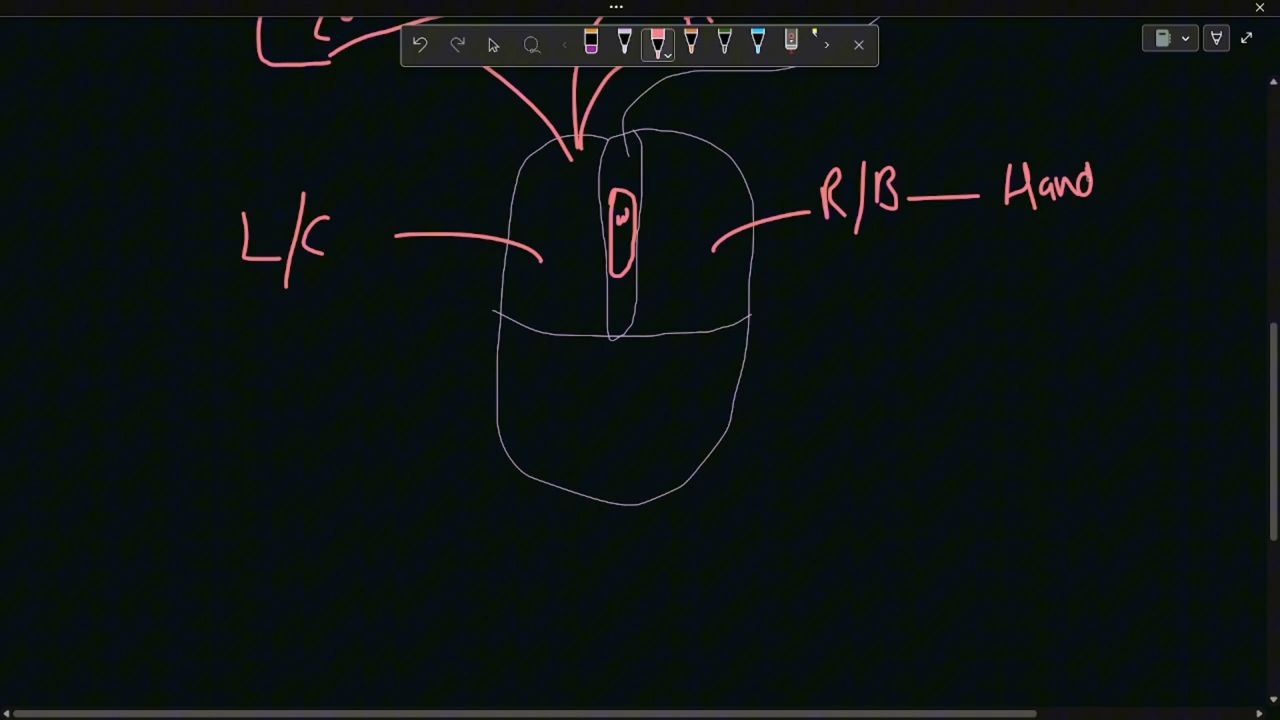 R/B — Hand
L/C
W